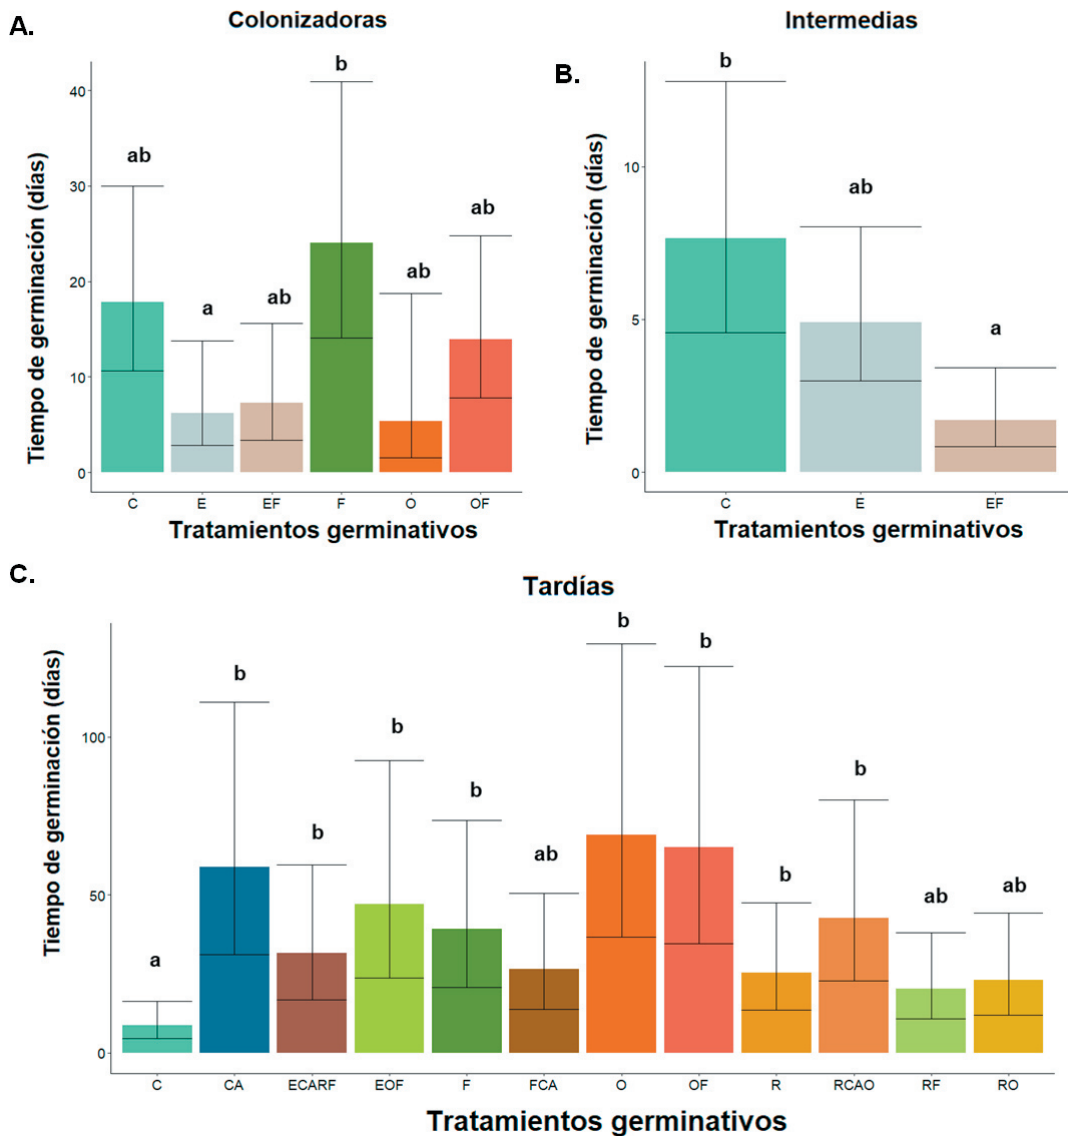 A.
Colonizadoras
Tiempo de germinación (días)
40
30
20
10
0
ab
a
ab
b
ab
ab
C E EF F O OF
Tratamientos germinativos
B.
Intermedias
Tiempo de germinación (días)
10
5
0
b
ab
a
C E EF
Tratamientos germinativos
C.
Tardías
Tiempo de germinación (días)
100
50
0
a
b
b
b
b
ab
b
b
b
b
ab
ab
C CA ECARF EOF F FCA O OF R RCAO RF RO
Tratamientos germinativos